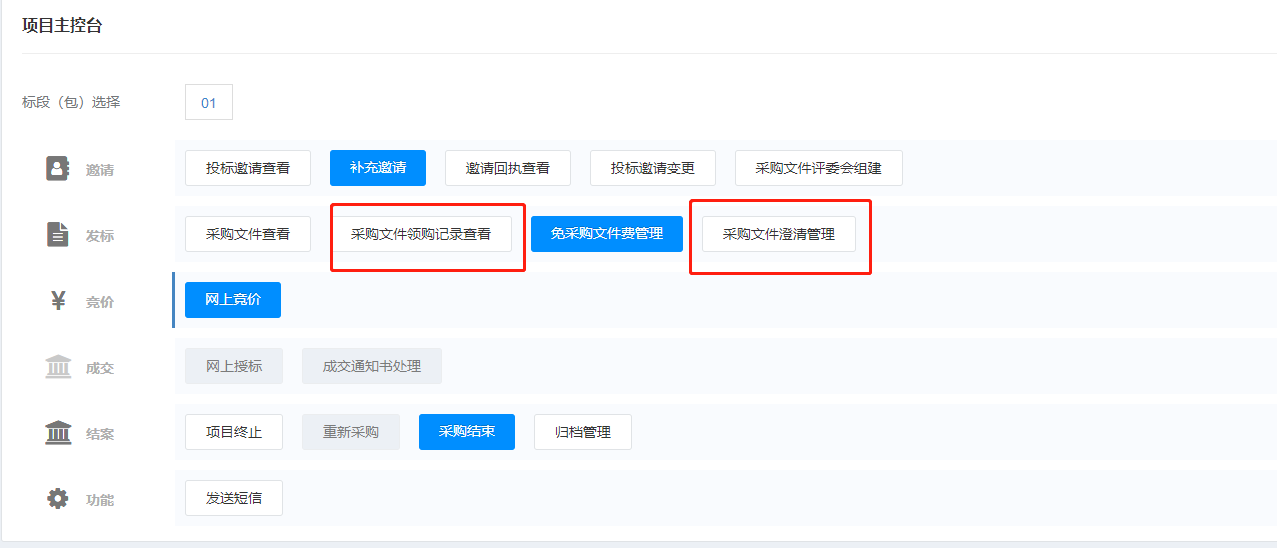 项目主控台
标段（包）选择 01
邀请 投标邀请查看 补充邀请 邀请回执查看 投标邀请变更 采购文件评委会组建
发标 采购文件查看 采购文件领购记录查看 免采购文件费管理 采购文件澄清管理
¥ 竞价 网上竞价
成交 网上授标 成交通知书处理
结案 项目终止 重新采购 采购结束 归档管理
功能 发送短信